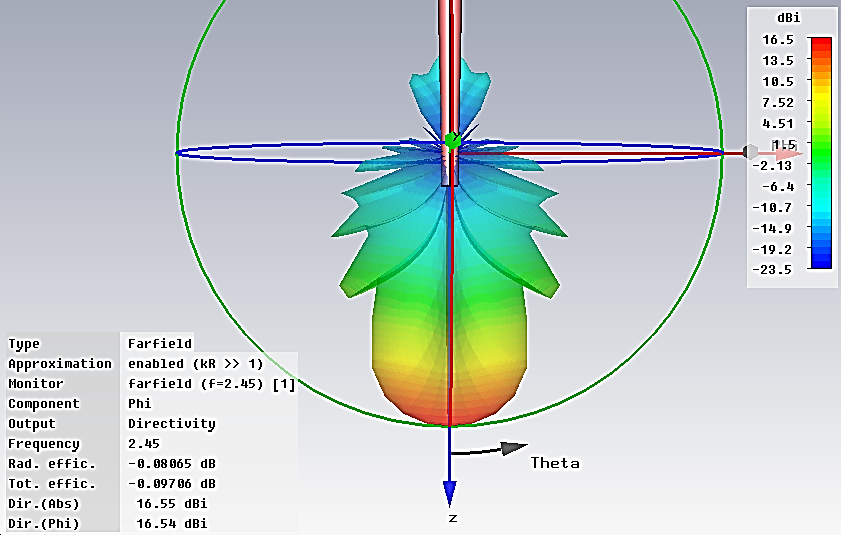 dBi
16.5
13.5
10.5
7.52
4.51
1.5
-2.13
-6.4
-10.7
-14.9
-19.2
-23.5
Type Farfield
Approximation enabled (kR >> 1)
Monitor farfield (f=2.45) [1]
Component Phi
Output Directivity
Frequency 2.45
Rad. effic. -0.08065 dB
Tot. effic. -0.09706 dB
Dir.(Abs) 16.55 dBi
Dir.(Phi) 16.54 dBi
Theta
z